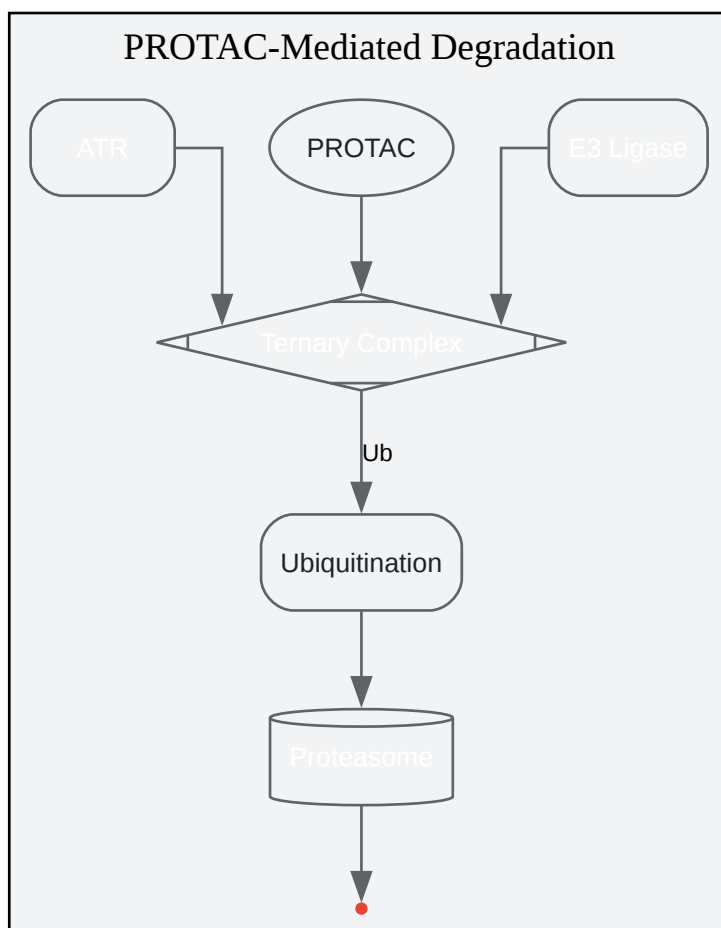 PROTAC-Mediated Degradation
ATR
PROTAC
E3 Ligase
Ternary Complex
Ub
Ubiquitination
Proteasome